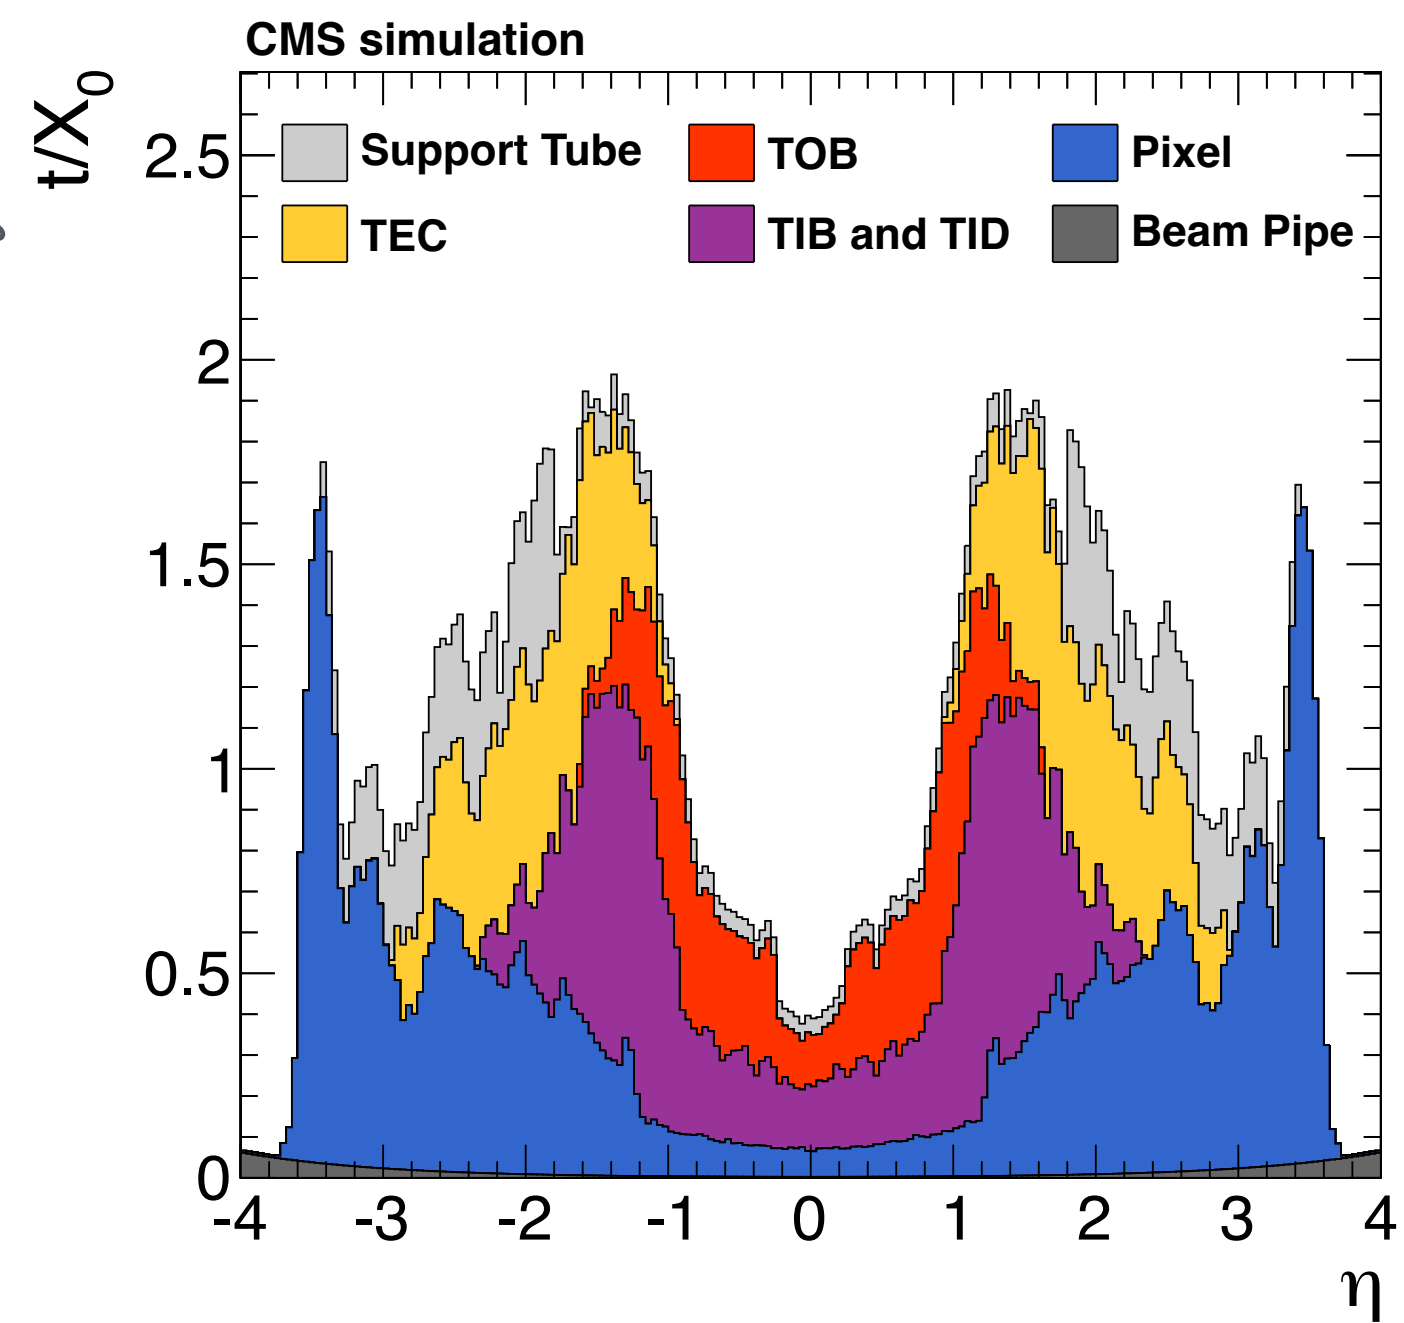 CMS simulation
t/X0
Support Tube TOB Pixel
TEC TIB and TID Beam Pipe
2.5
2
1.5
1
0.5
0
-4 -3 -2 -1 0 1 2 3 4
η